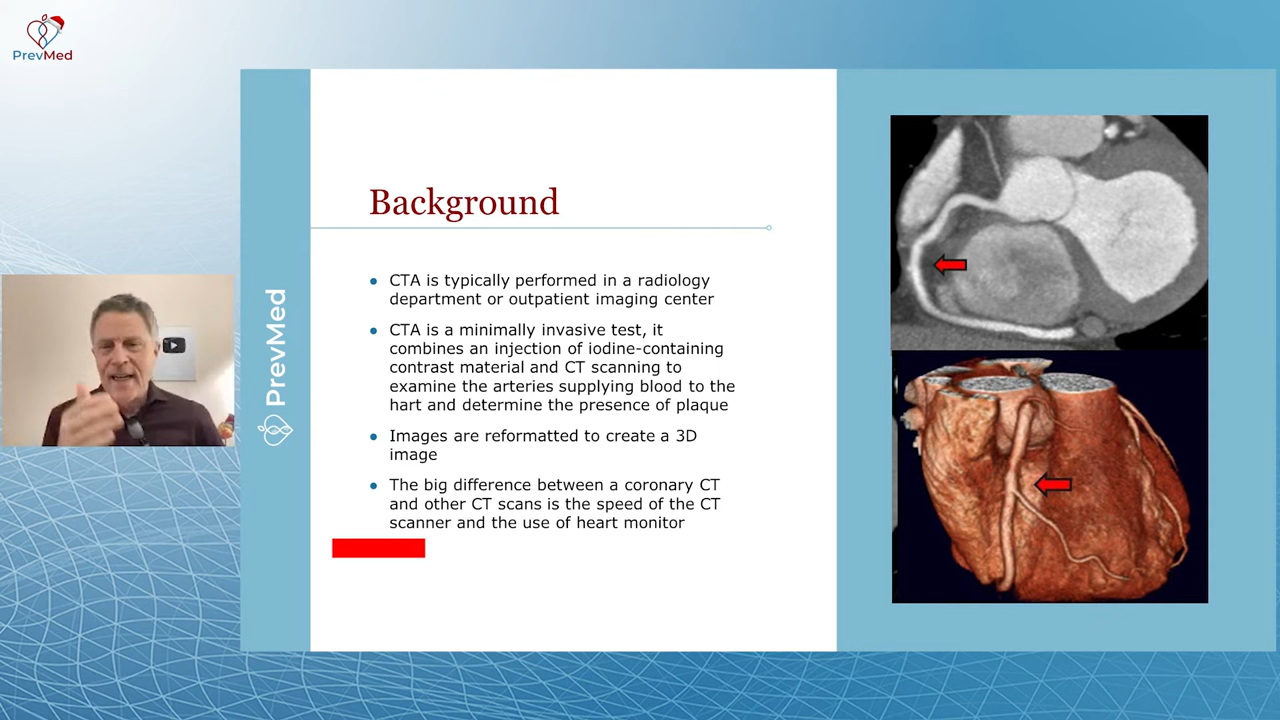 PrevMed
PrevMed
Background
CTA is typically performed in a radiology
department or outpatient imaging center
CTA is a minimally invasive test, it
combines an injection of iodine-containing
contrast material and CT scanning to
examine the arteries supplying blood to the
hart and determine the presence of plaque
Images are reformatted to create a 3D
image
The big difference between a coronary CT
and other CT scans is the speed of the CT
scanner and the use of heart monitor